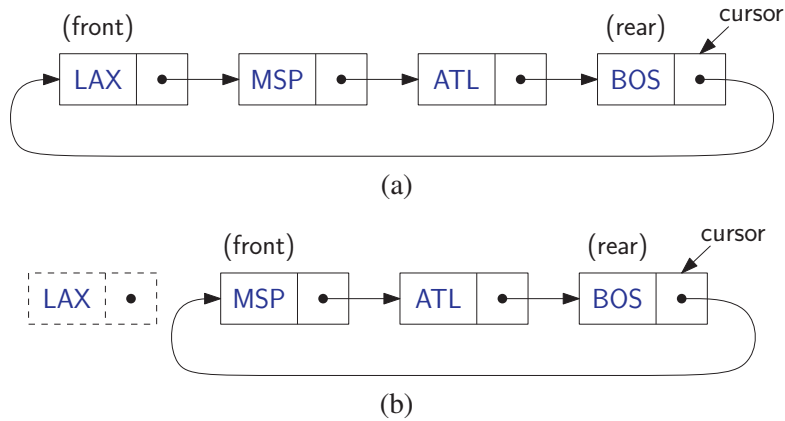 cursor
(front) (rear)
LAX MSP ATL BOS
(a)
cursor
(front) (rear)
LAX MSP ATL BOS
(b)